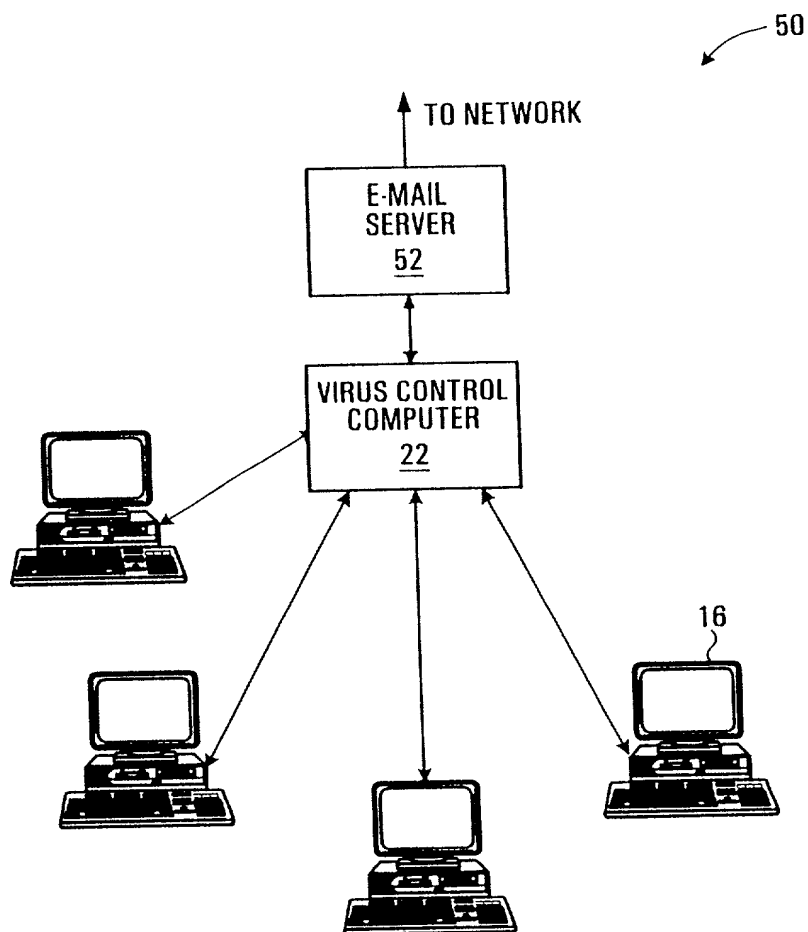 50
TO NETWORK
E-MAIL
SERVER
52
VIRUS CONTROL
COMPUTER
22
16